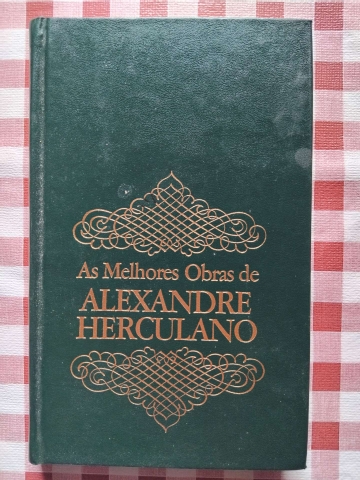 As Melhores Obras de
ALEXANDRE
HERCULANO